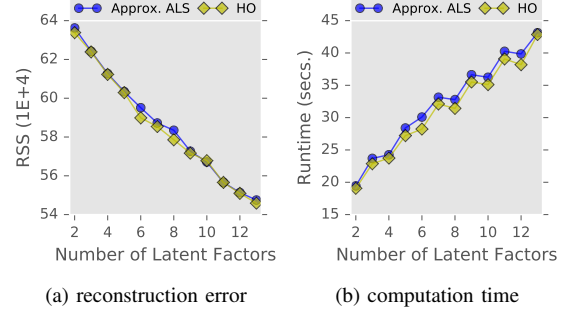 Approx. ALS HO
64
62
60
58
56
54
RSS (1E+4)
2 4 6 8 10 12
Number of Latent Factors
(a) reconstruction error
Approx. ALS HO
45
40
35
30
25
20
15
Runtime (secs.)
2 4 6 8 10 12
Number of Latent Factors
(b) computation time